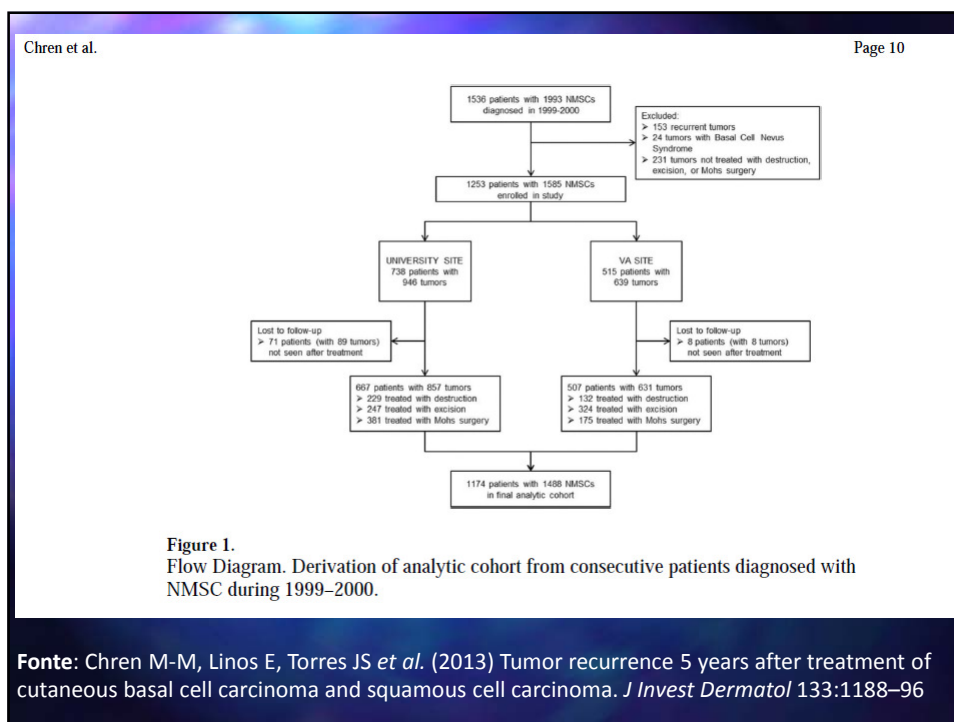 Chren et al.
Page 10
1536 patients with 1993 NMSCs
diagnosed in 1999-2000
Excluded:
➢ 153 recurrent tumors
➢ 24 tumors with Basal Cell Nevus
Syndrome
➢ 231 tumors not treated with destruction,
excision, or Mohs surgery
1253 patients with 1585 NMSCs
enrolled in study
UNIVERSITY SITE
738 patients with
946 tumors
VA SITE
515 patients with
639 tumors
Lost to follow-up
➢ 71 patients (with 89 tumors)
not seen after treatment
Lost to follow-up
➢ 8 patients (with 8 tumors)
not seen after treatment
667 patients with 857 tumors
➢ 229 treated with destruction
➢ 247 treated with excision
➢ 381 treated with Mohs surgery
507 patients with 631 tumors
➢ 132 treated with destruction
➢ 324 treated with excision
➢ 175 treated with Mohs surgery
1174 patients with 1488 NMSCs
in final analytic cohort
Figure 1.
Flow Diagram. Derivation of analytic cohort from consecutive patients diagnosed with
NMSC during 1999–2000.
Fonte: Chren M-M, Linos E, Torres JS et al. (2013) Tumor recurrence 5 years after treatment of
cutaneous basal cell carcinoma and squamous cell carcinoma. J Invest Dermatol 133:1188–96